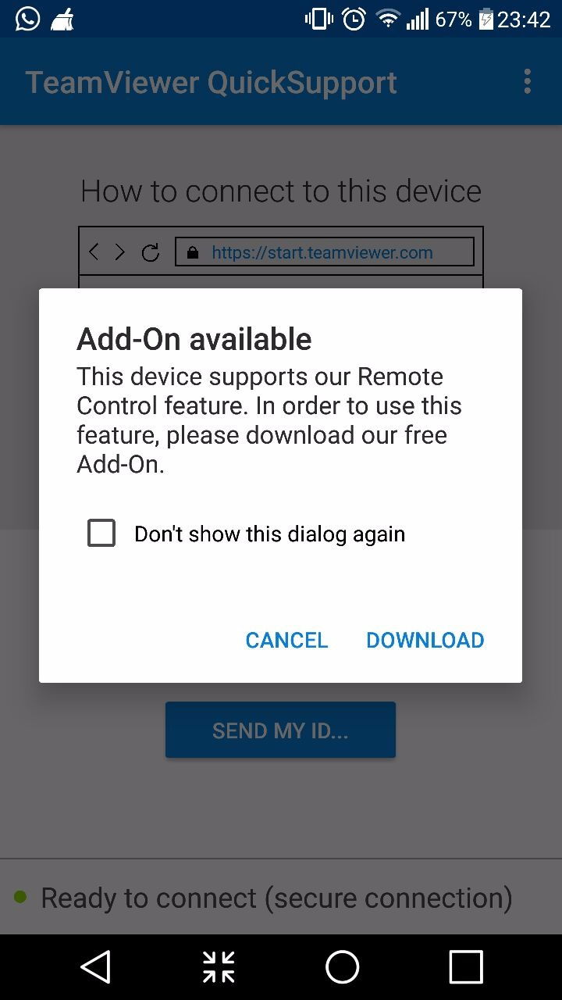 67% 23:42
TeamViewer QuickSupport
How to connect to this device
https://start.teamviewer.com
Add-On available
This device supports our Remote
Control feature. In order to use this
feature, please download our free
Add-On.
Don't show this dialog again
CANCEL DOWNLOAD
SEND MY ID...
Ready to connect (secure connection)